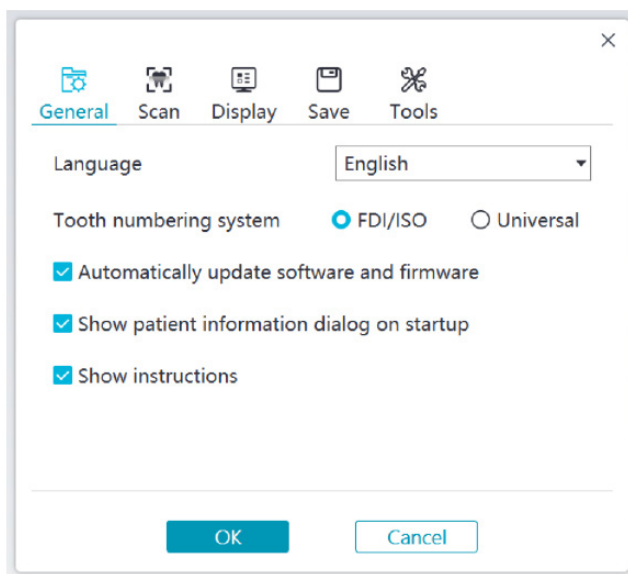 General Scan Display Save Tools
Language English
Tooth numbering system FDI/ISO Universal
Automatically update software and firmware
Show patient information dialog on startup
Show instructions
OK Cancel